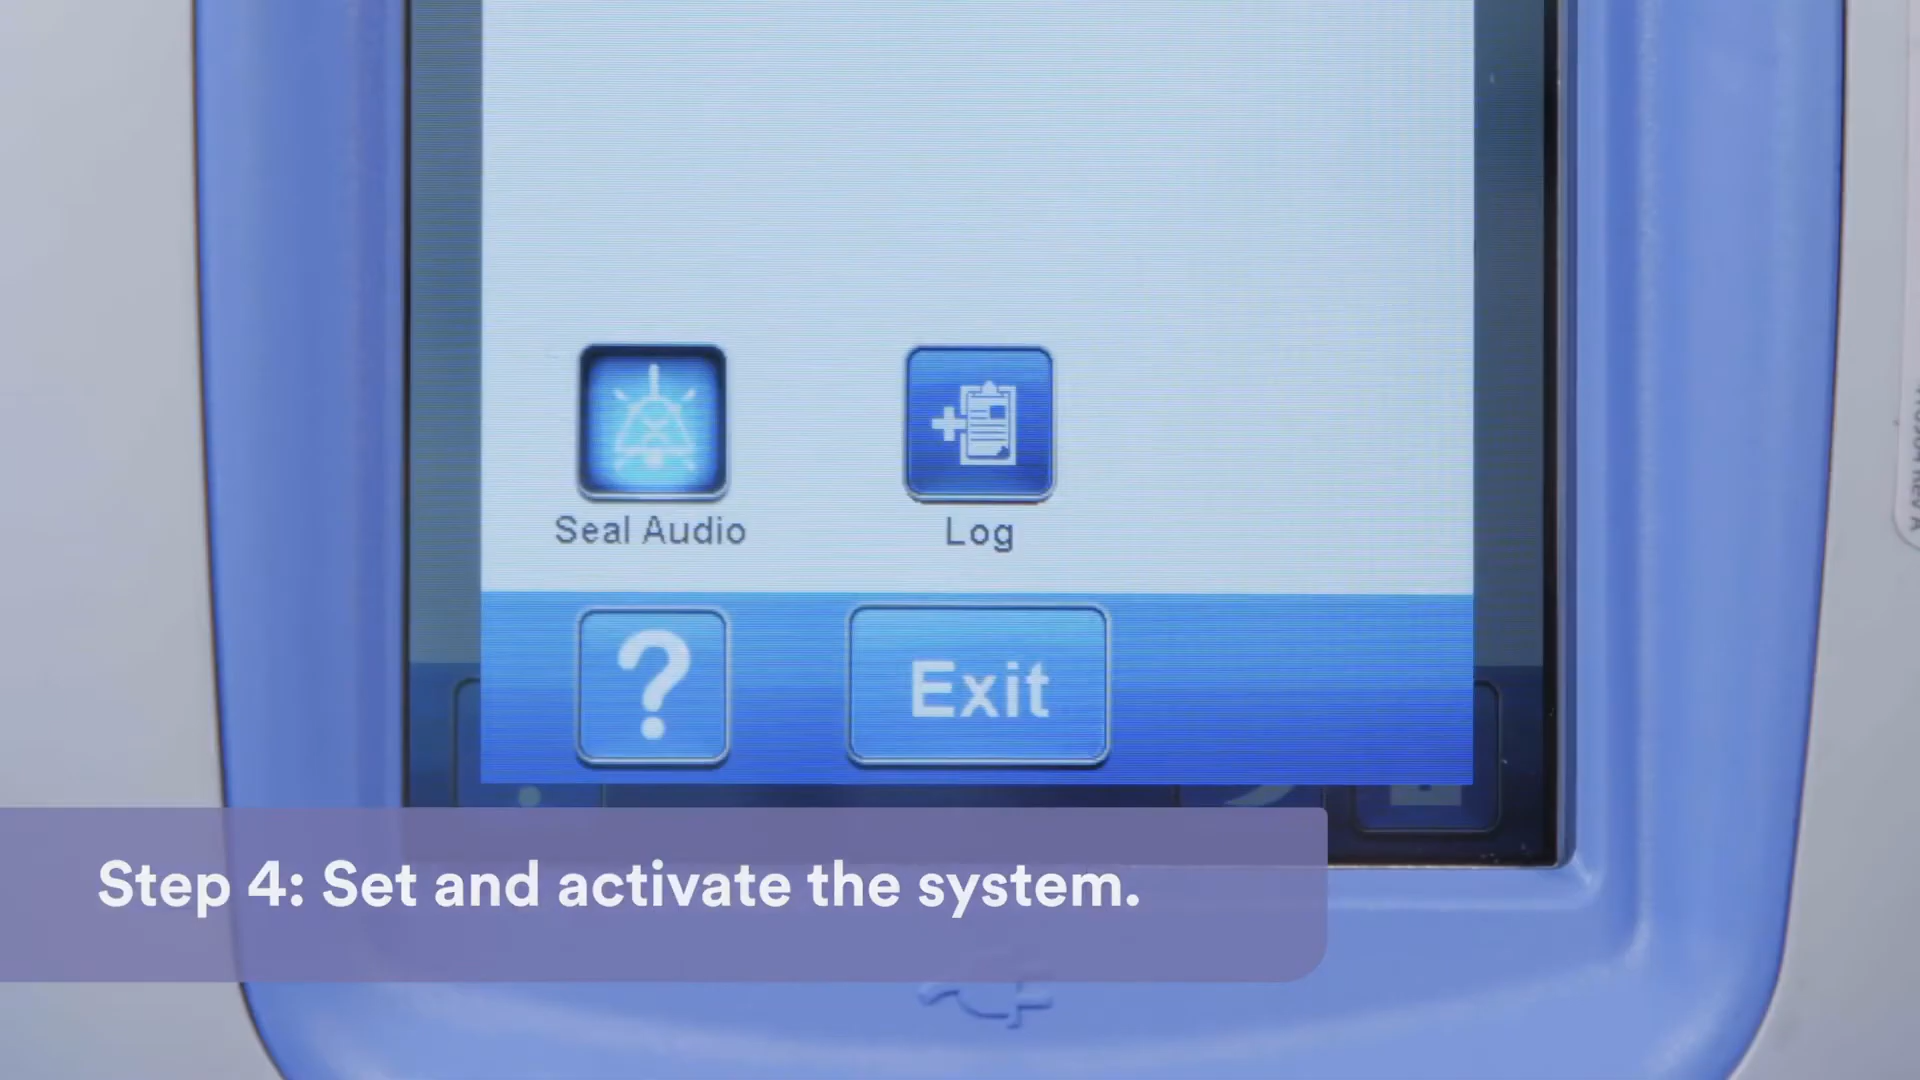 Seal Audio
Log
?
Exit
Step 4: Set and activate the system.